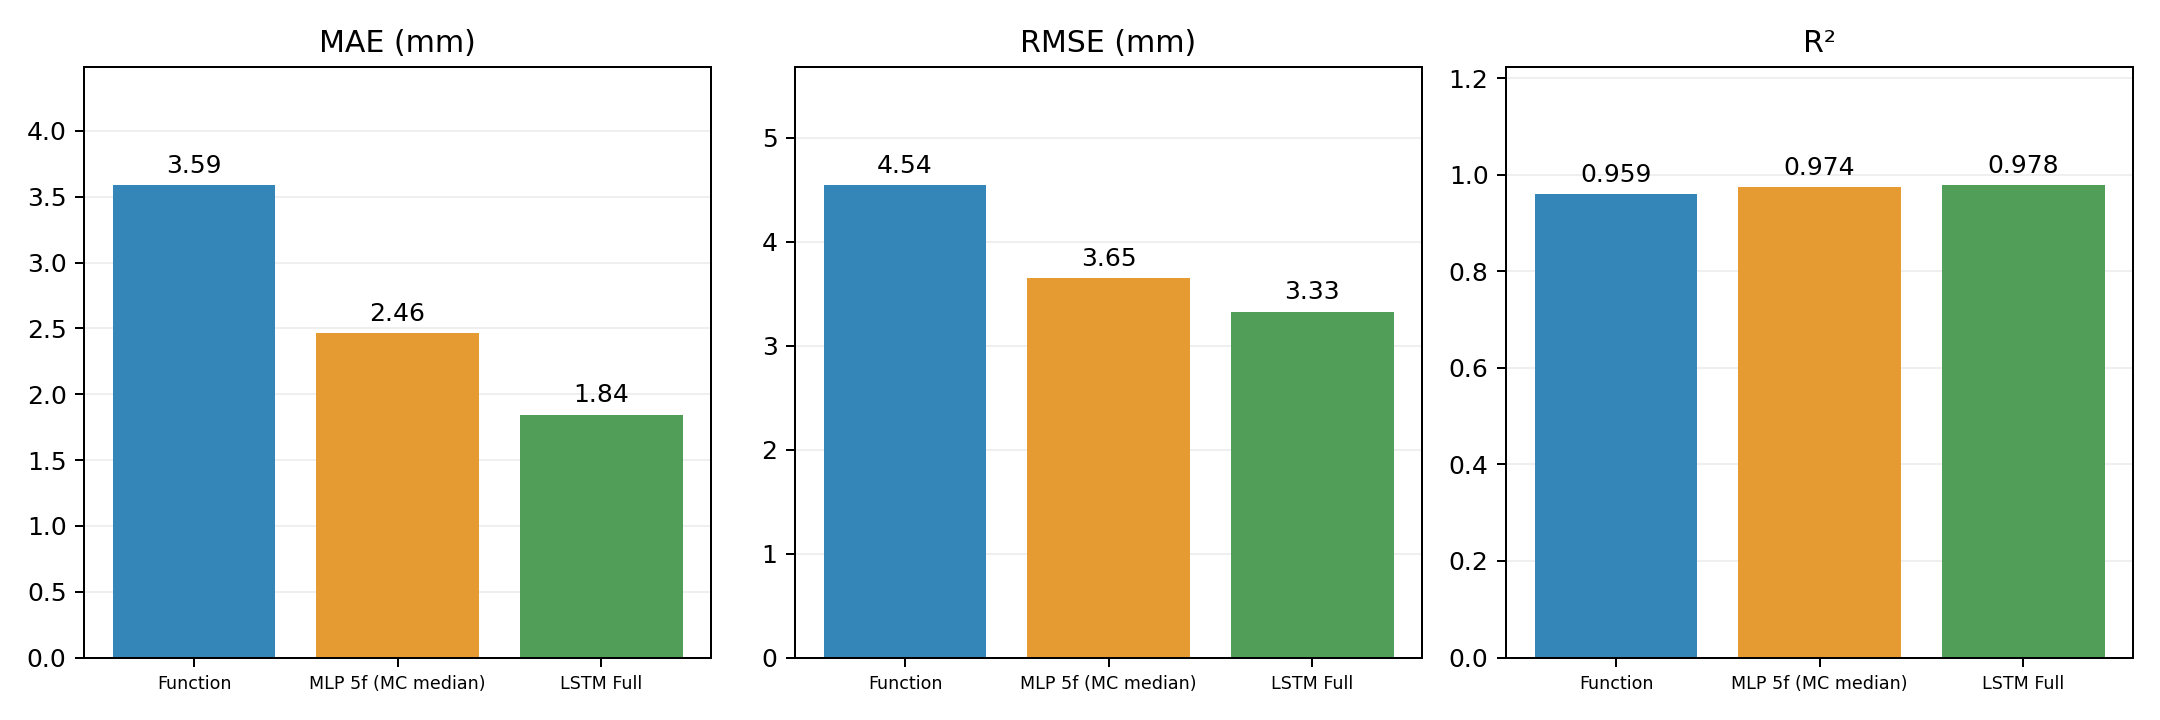 MAE (mm)
4.0
3.5
3.0
2.5
2.0
1.5
1.0
0.5
0.0
3.59
2.46
1.84
Function
MLP 5f (MC median)
LSTM Full
RMSE (mm)
5
4
3
2
1
0
4.54
3.65
3.33
Function
MLP 5f (MC median)
LSTM Full
R²
1.2
1.0
0.8
0.6
0.4
0.2
0.0
0.959
0.974
0.978
Function
MLP 5f (MC median)
LSTM Full